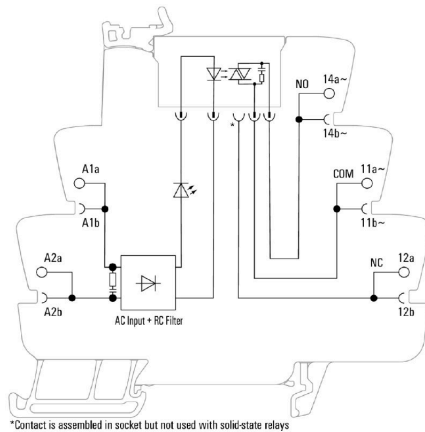 NO
14a~
14b~
*
A1a
COM
11a~
A1b
11b~
A2a
NC
12a
A2b
12b
AC Input + RC Filter
*Contact is assembled in socket but not used with solid-state relays